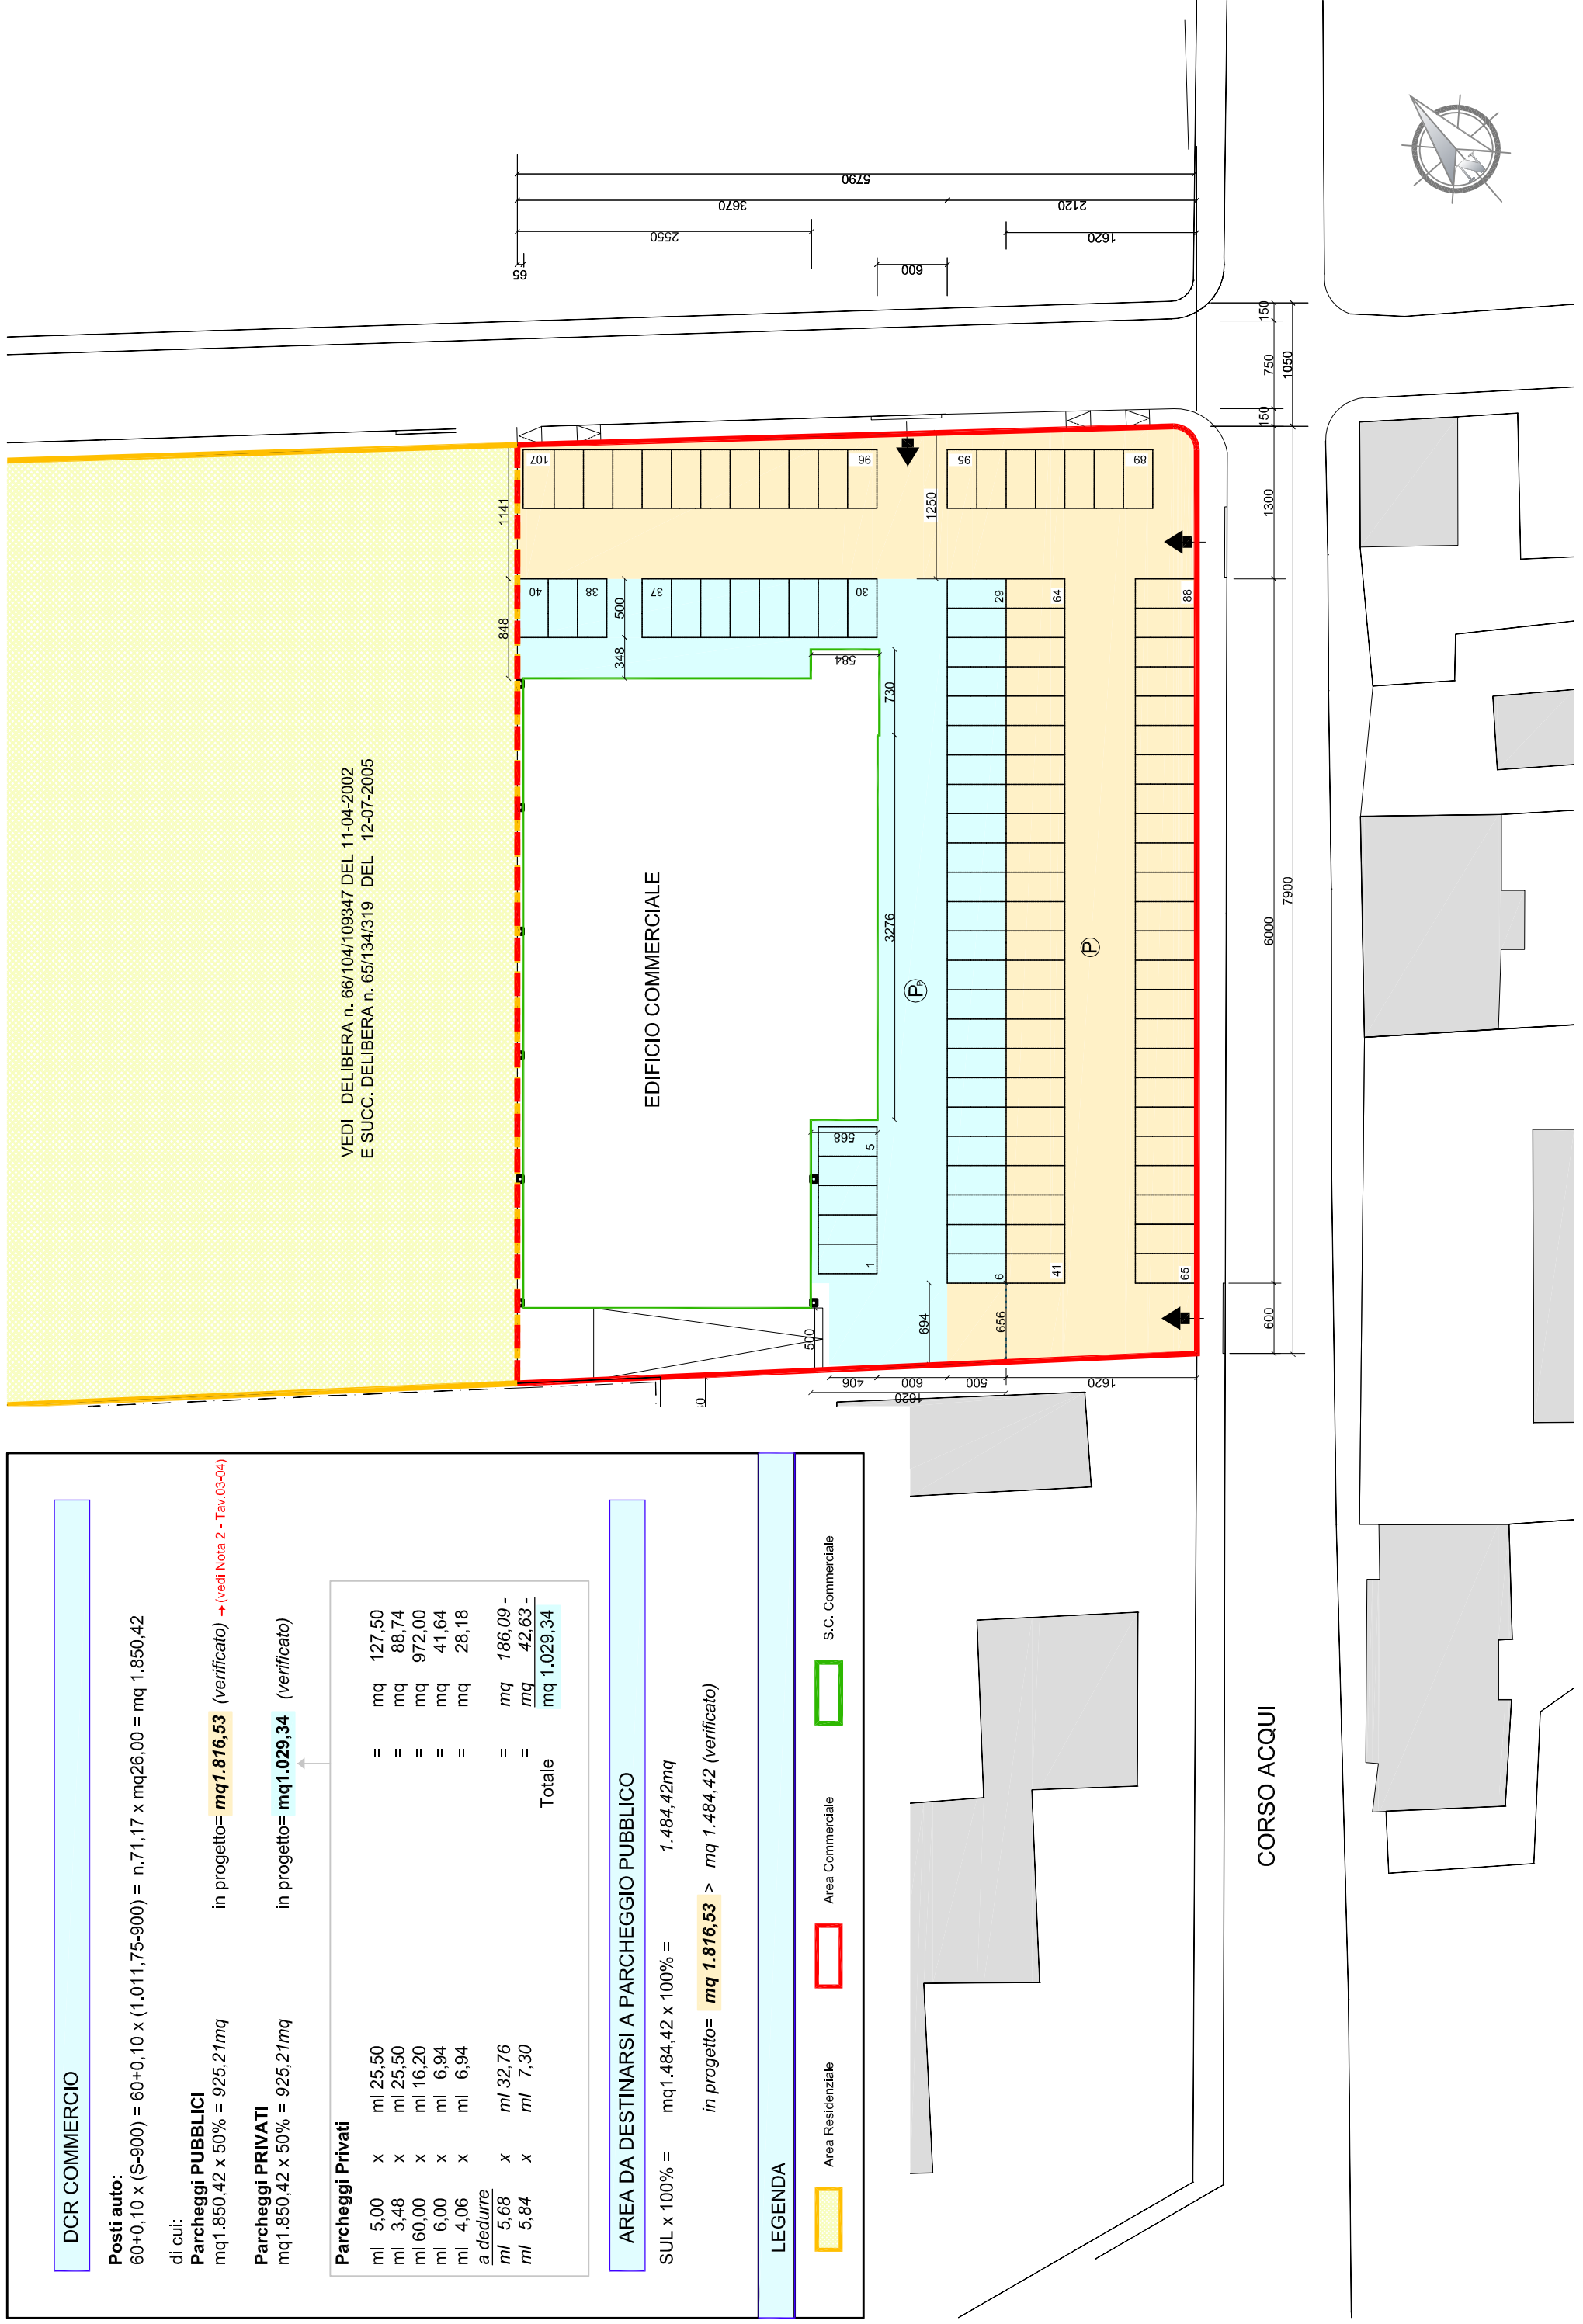 DCR COMMERCIO
Posti auto:
60+0,10 x (S-900) = 60+0,10 x (1.011,75-900) = n.71,17 x mq26,00 = mq 1.850,42
di cui:
Parcheggi PUBBLICI
mq1.850,42 x 50% = 925,21mq in progetto= mq1.816,53 (verificato) → (vedi Nota 2 - Tav.03-04)
Parcheggi PRIVATI
mq1.850,42 x 50% = 925,21mq in progetto= mq1.029,34 (verificato)
Parcheggi Privati
ml 5,00 x ml 25,50 = mq 127,50
ml 3,48 x ml 25,50 = mq 88,74
ml 60,00 x ml 16,20 = mq 972,00
ml 6,00 x ml 6,94 = mq 41,64
ml 4,06 x ml 6,94 = mq 28,18
a dedurre
ml 5,68 x ml 32,76 = mq 186,09 -
ml 5,84 x ml 7,30 = mq 42,63 -
Totale mq 1.029,34
AREA DA DESTINARSI A PARCHEGGIO PUBBLICO
SUL x 100% = mq1.484,42 x 100% = 1.484,42mq
in progetto= mq 1.816,53 > mq 1.484,42 (verificato)
LEGENDA
Area Residenziale
Area Commerciale
S.C. Commerciale
VEDI DELIBERA n. 66/104/109347 DEL 11-04-2002
E SUCC. DELIBERA n. 65/134/319 DEL 12-07-2005
EDIFICIO COMMERCIALE
CORSO ACQUI
P
PP
5790
3670
2120
2550
1620
65
600
150
750
150
1050
1300
6000
7900
600
1141
848
1250
500
348
584
730
3276
568
694
656
500
406
600
500
1620
1620
0
107
96
95
89
40
38
37
30
29
64
88
1
5
6
41
65